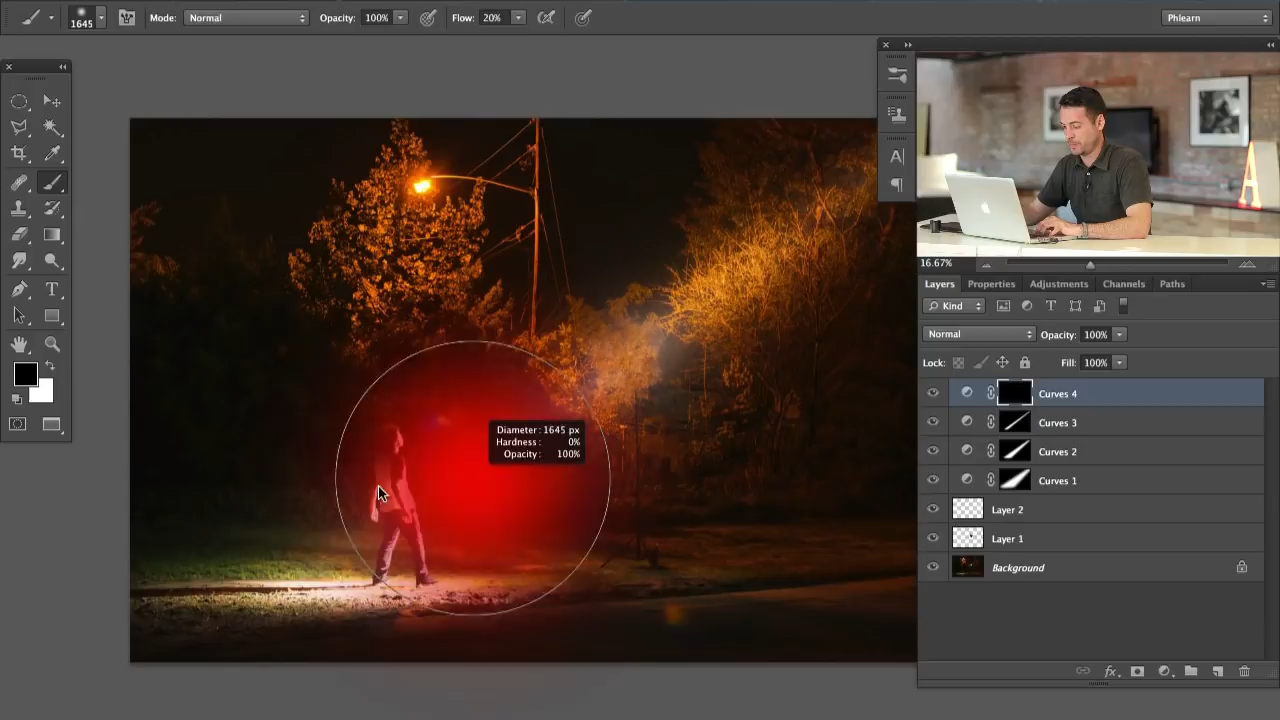 1645 Mode: Normal Opacity: 100% Flow: 20% Phlearn
A
16.67%
Layers Properties Adjustments Channels Paths
Kind T
Normal Opacity: 100%
Lock: Fill: 100%
Curves 4
Curves 3
Curves 2
Curves 1
Layer 2
Layer 1
Background
fx
T
Diameter: 1645 px
Hardness: 0%
Opacity: 100%
A